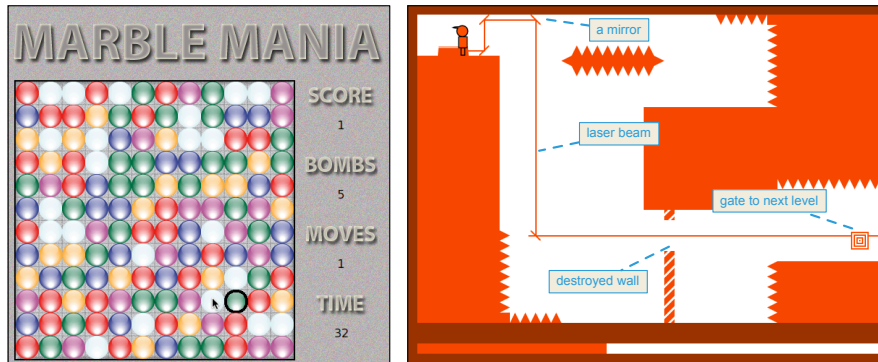 MARBLE MANIA
SCORE
1
BOMBS
5
MOVES
1
TIME
32
a mirror
laser beam
gate to next level
destroyed wall